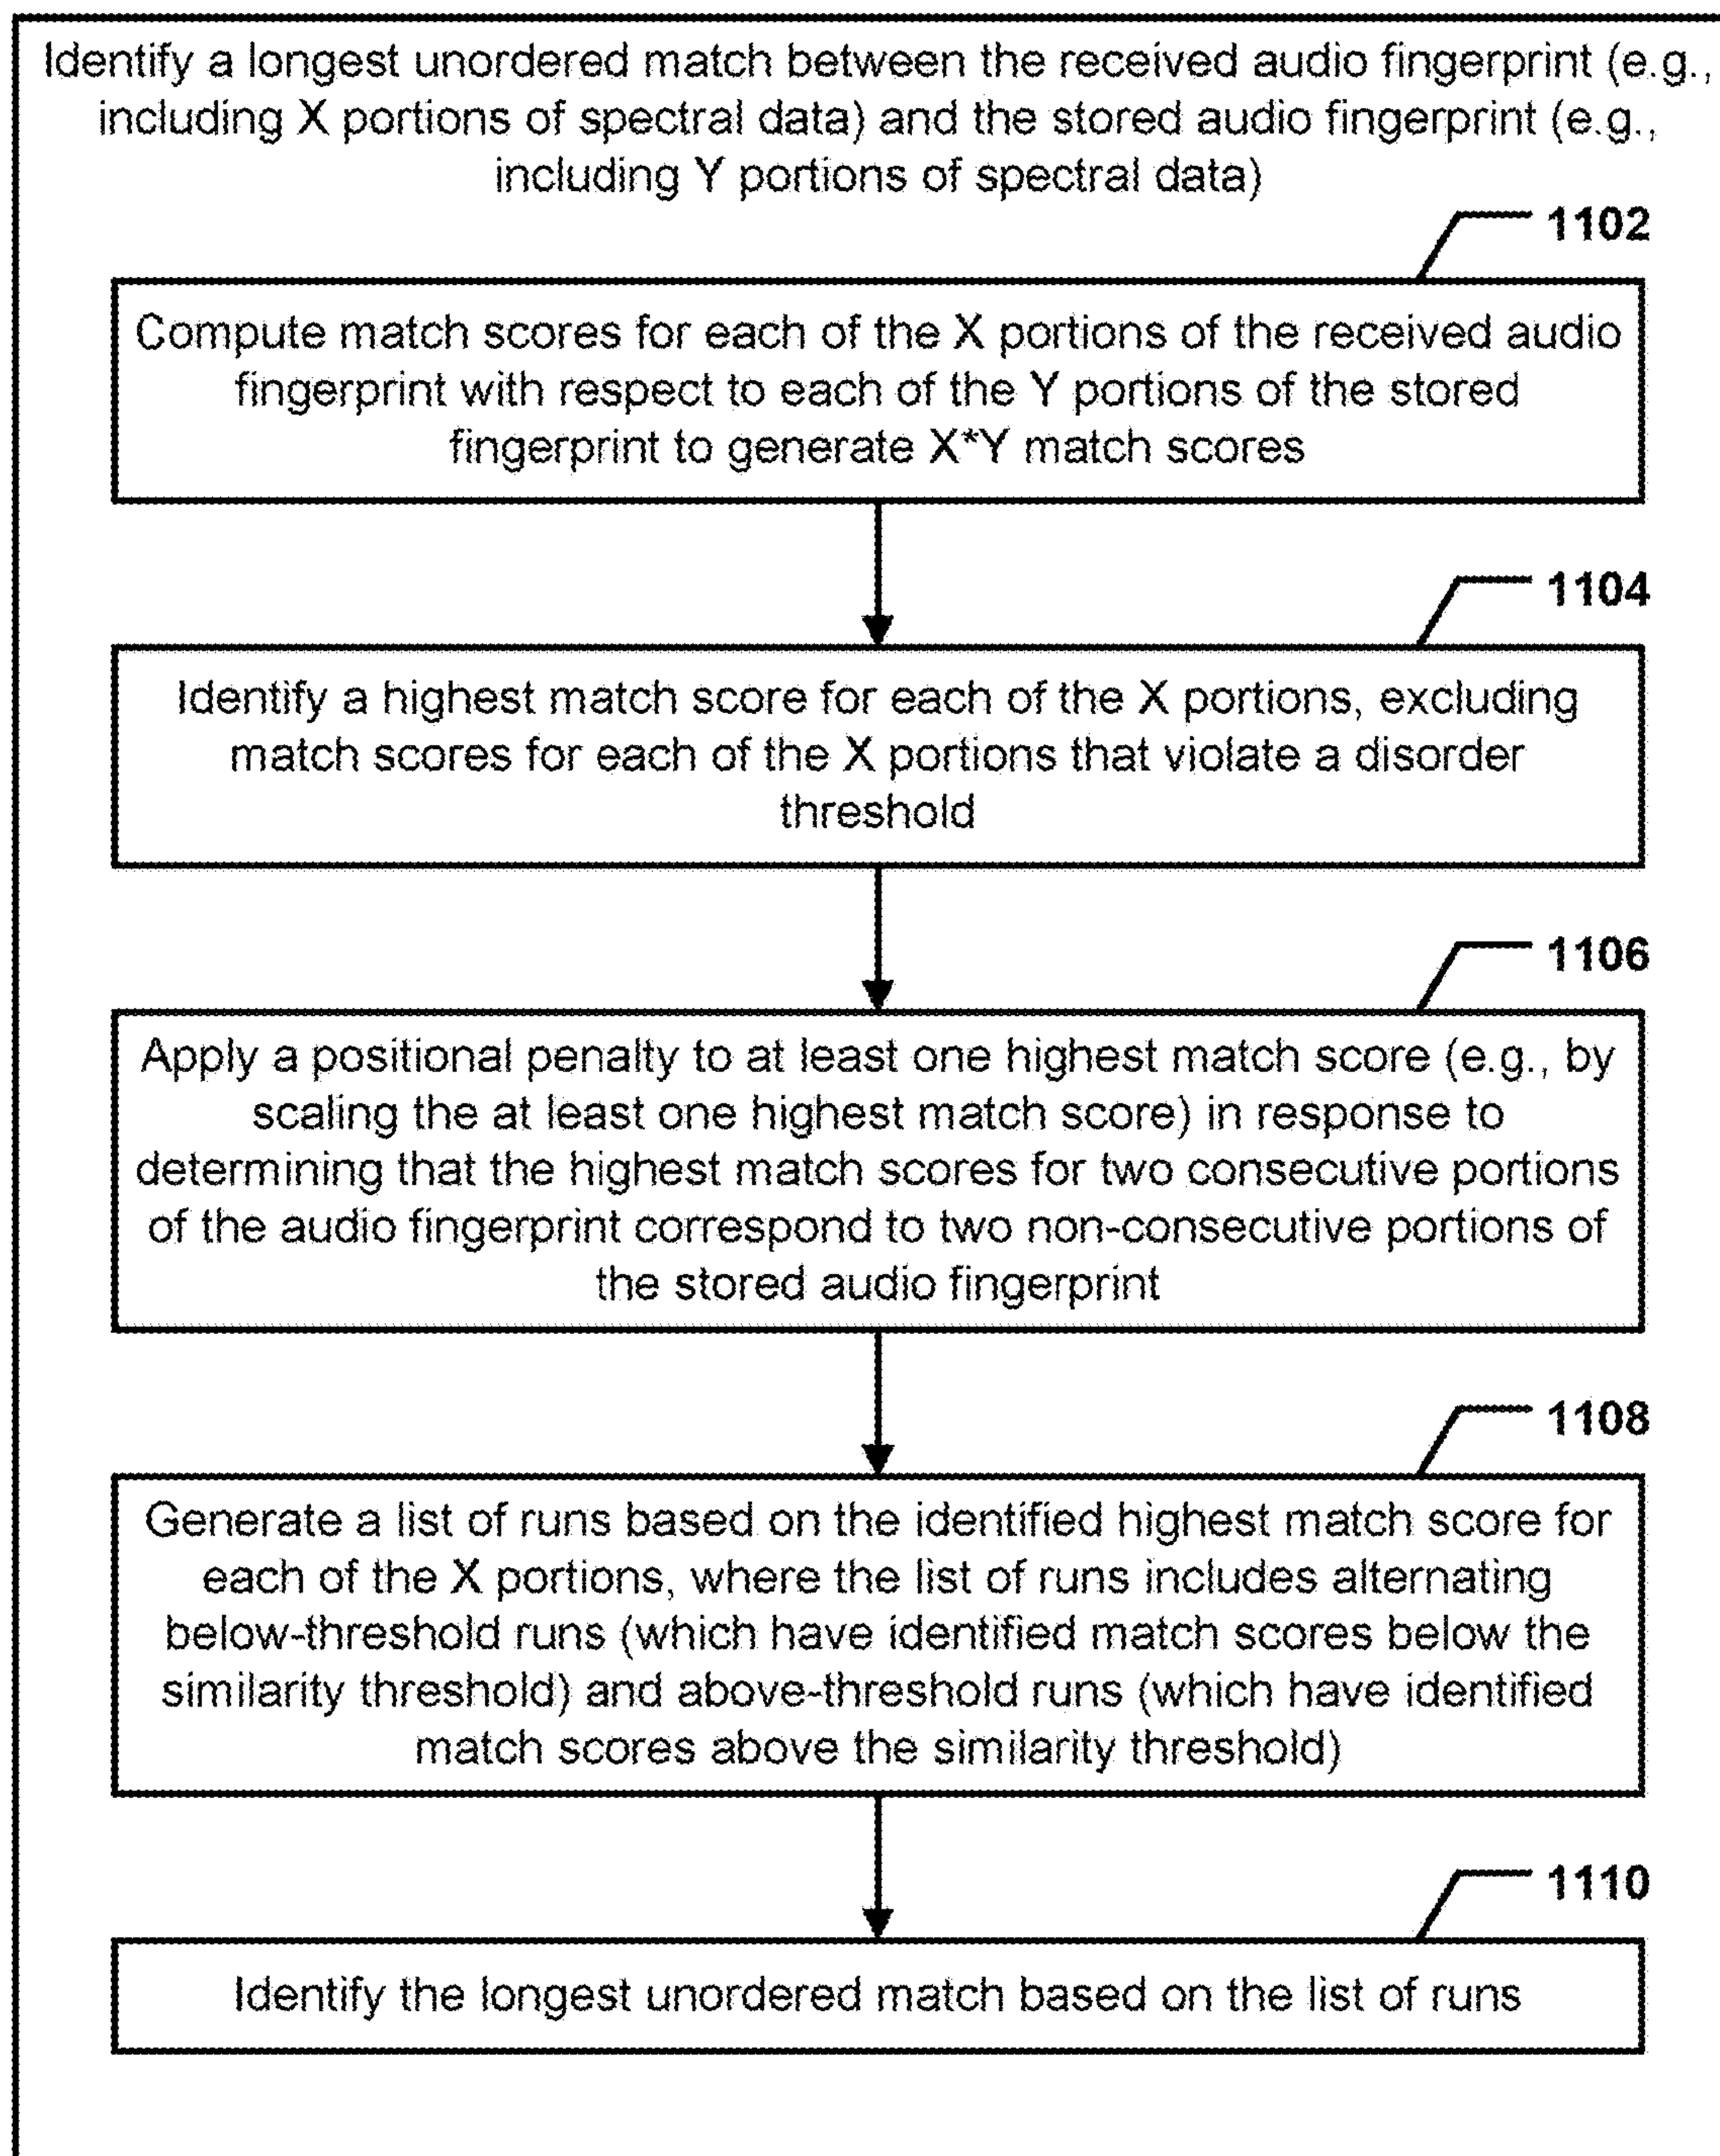 Identify a longest unordered match between the received audio fingerprint (e.g.,
including X portions of spectral data) and the stored audio fingerprint (e.g.,
including Y portions of spectral data)
1102
Compute match scores for each of the X portions of the received audio
fingerprint with respect to each of the Y portions of the stored
fingerprint to generate X*Y match scores
1104
Identify a highest match score for each of the X portions, excluding
match scores for each of the X portions that violate a disorder
threshold
1106
Apply a positional penalty to at least one highest match score (e.g., by
scaling the at least one highest match score) in response to
determining that the highest match scores for two consecutive portions
of the audio fingerprint correspond to two non-consecutive portions of
the stored audio fingerprint
1108
Generate a list of runs based on the identified highest match score for
each of the X portions, where the list of runs includes alternating
below-threshold runs (which have identified match scores below the
similarity threshold) and above-threshold runs (which have identified
match scores above the similarity threshold)
1110
Identify the longest unordered match based on the list of runs